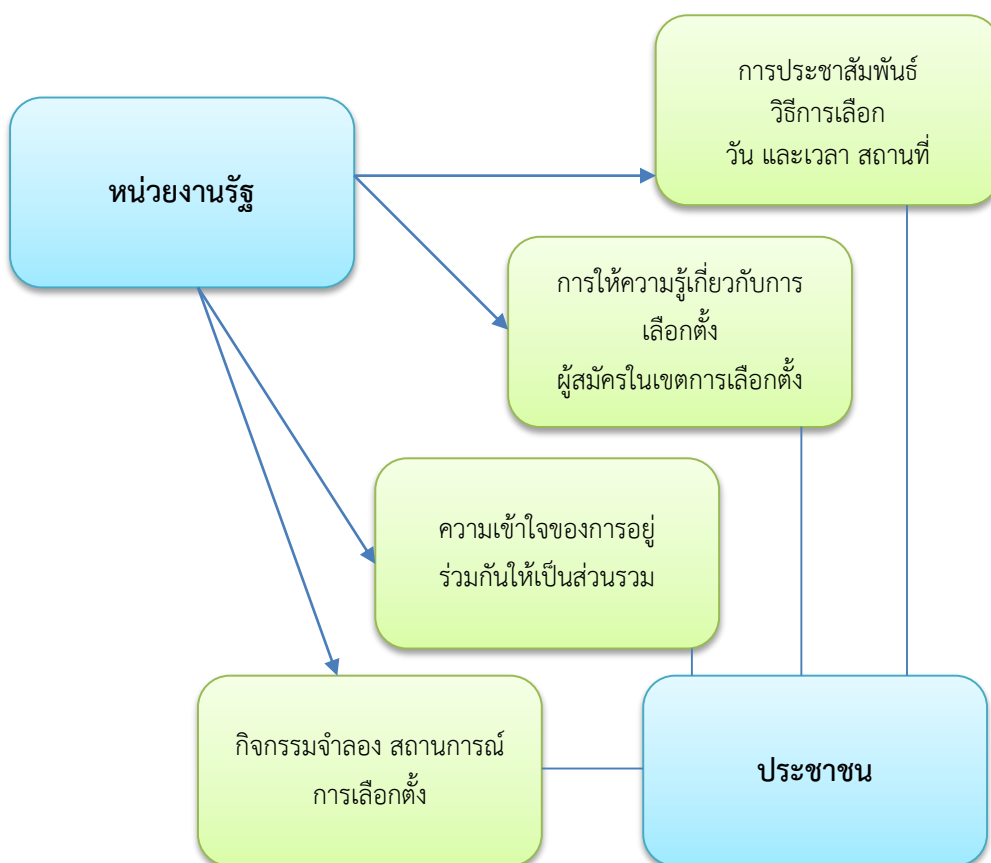 การประชาสัมพันธ์
วิธีการเลือก
วัน และเวลา สถานที่
หน่วยงานรัฐ
การให้ความรู้เกี่ยวกับการ
เลือกตั้ง
ผู้สมัครในเขตการเลือกตั้ง
ความเข้าใจของการอยู่
ร่วมกันให้เป็นส่วนรวม
กิจกรรมจำลอง สถานการณ์
การเลือกตั้ง
ประชาชน